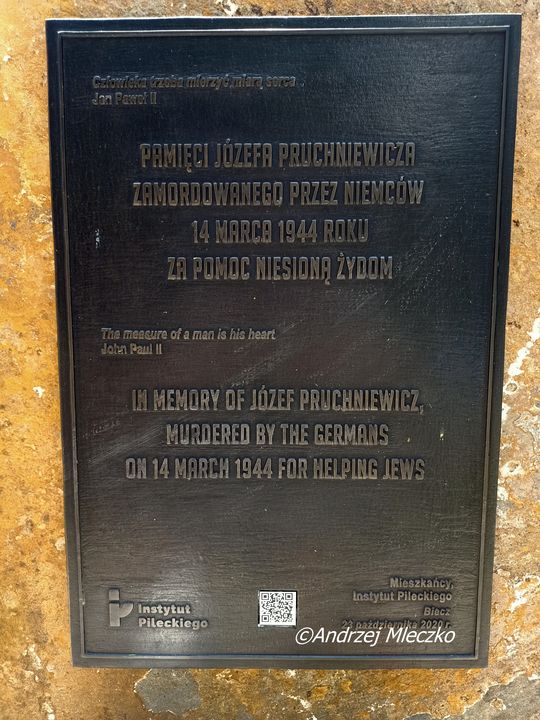 Człowieka trzeba mierzyć miarą serca
Jan Paweł II
PAMIĘCI JÓZEFA PRUCHNIEWICZA
ZAMORDOWANEGO PRZEZ NIEMCÓW
14 MARCA 1944 ROKU
ZA POMOC NIESIONĄ ŻYDOM
The measure of a man is his heart
John Paul II
IN MEMORY OF JÓZEF PRUCHNIEWICZ,
MURDERED BY THE GERMANS
ON 14 MARCH 1944 FOR HELPING JEWS
Mieszkańcy,
Instytut Pileckiego
Biecz
23 października 2020 r.
Instytut
Pileckiego
©Andrzej Mleczko